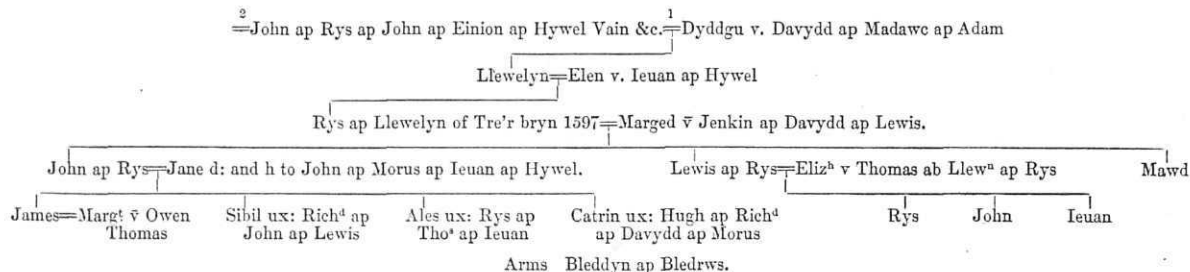 2 1
=John ap Rys ap John ap Einion ap Hywel Vain &c.=Dyddgu v. Davydd ap Madawc ap Adam
Llewelyn=Elen v. Ieuan ap Hywel
Rys ap Llewelyn of Tre'r bryn 1597=Marged v̄ Jenkin ap Davydd ap Lewis.
John ap Rys=Jane d: and h to John ap Morus ap Ieuan ap Hywel. Lewis ap Rys=Elizʰ v Thomas ab Llewⁿ ap Rys Mawd
James=Margᵗ v̄ Owen Sibil ux: Richᵈ ap Ales ux: Rys ap Catrin ux: Hugh ap Richᵈ Rys John Ieuan
Thomas John ap Lewis Thoˢ ap Ieuan ap Davydd ap Morus
Arms Bleddyn ap Bledrws.